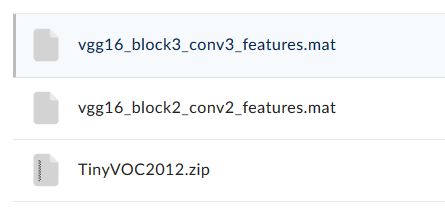 vgg16_block3_conv3_features.mat
vgg16_block2_conv2_features.mat
TinyVOC2012.zip